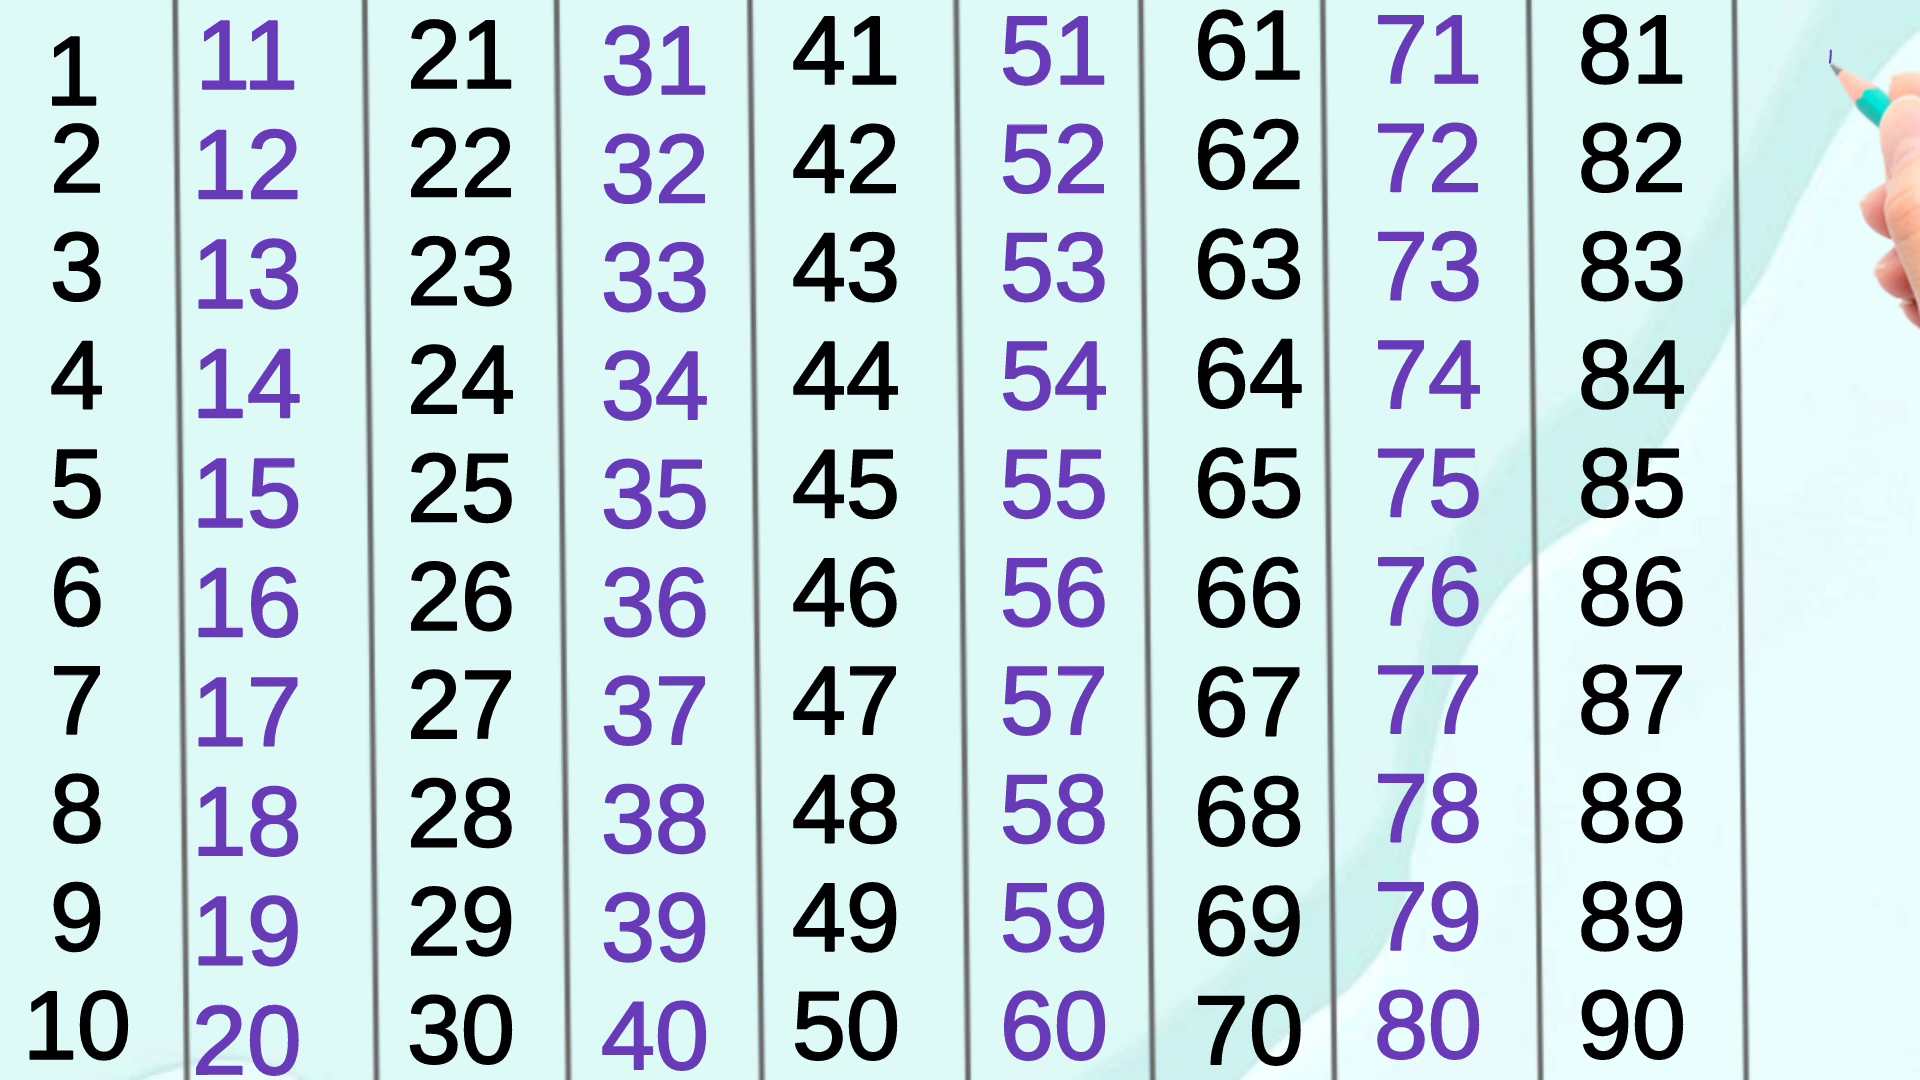 1 11 21 31 41 51 61 71 81
2 12 22 32 42 52 62 72 82
3 13 23 33 43 53 63 73 83
4 14 24 34 44 54 64 74 84
5 15 25 35 45 55 65 75 85
6 16 26 36 46 56 66 76 86
7 17 27 37 47 57 67 77 87
8 18 28 38 48 58 68 78 88
9 19 29 39 49 59 69 79 89
10 20 30 40 50 60 70 80 90